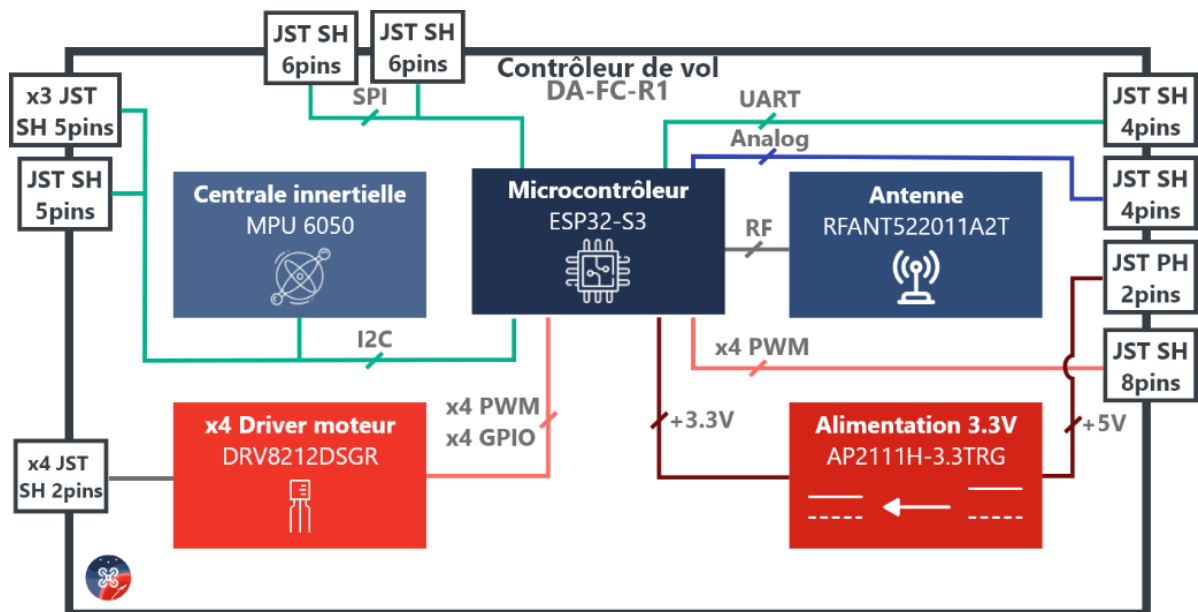 JST SH
6pins
JST SH
6pins
Contrôleur de vol
DA-FC-R1
x3 JST
SH 5pins
SPI
UART
JST SH
4pins
Analog
JST SH
5pins
Centrale innertielle
MPU 6050
Microcontrôleur
ESP32-S3
RF
Antenne
RFANT522011A2T
JST SH
4pins
JST PH
2pins
I2C
x4 PWM
JST SH
8pins
x4 PWM
x4 GPIO
+3.3V
+5V
x4 Driver moteur
DRV8212DSGR
Alimentation 3.3V
AP2111H-3.3TRG
x4 JST
SH 2pins